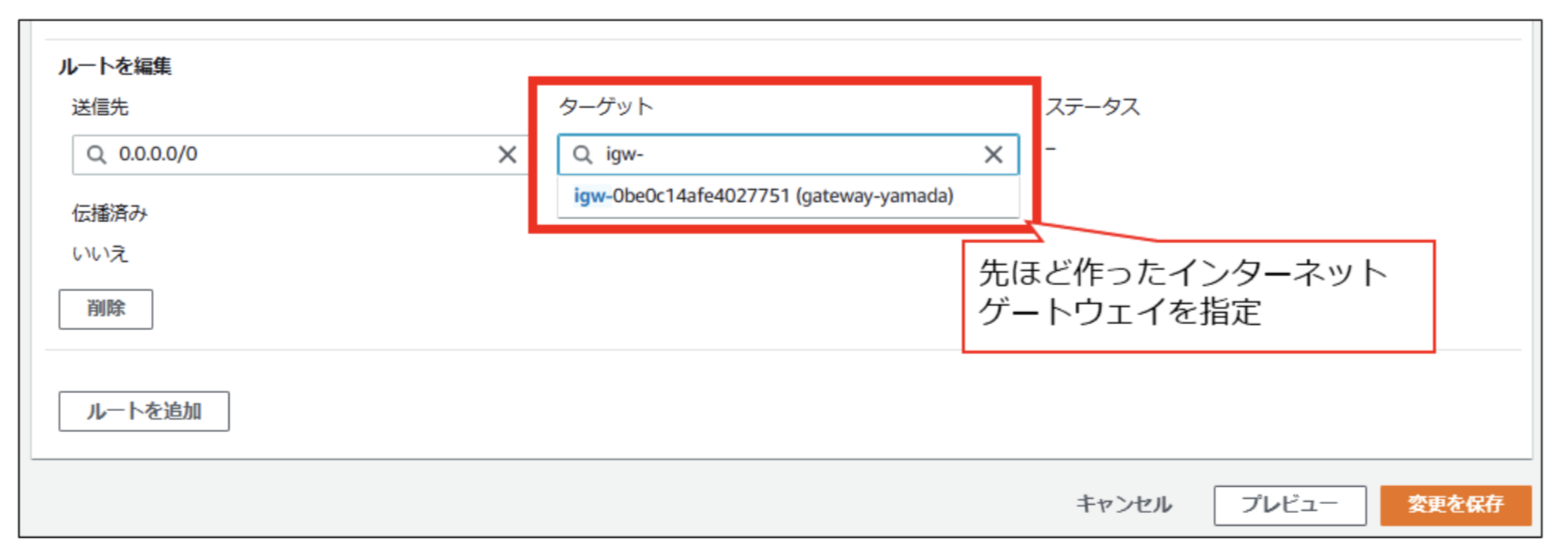 ルートを編集
送信先
ターゲット
ステータス
0.0.0.0/0
igw-
–
igw-0be0c14afe4027751 (gateway-yamada)
伝播済み
いいえ
先ほど作ったインターネット
ゲートウェイを指定
削除
ルートを追加
キャンセル
プレビュー
変更を保存